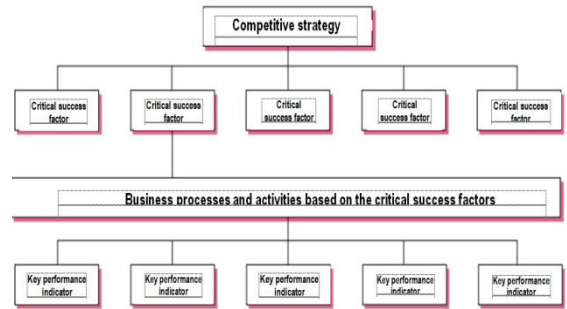 Competitive strategy
Critical success
factor
Critical success
factor
Critical
success factor
Critical
success factor
Critical success
factor
Business processes and activities based on the critical success factors
Key performance
indicator
Key performance
indicator
Key performance
indicator
Key performance
indicator
Key performance
indicator